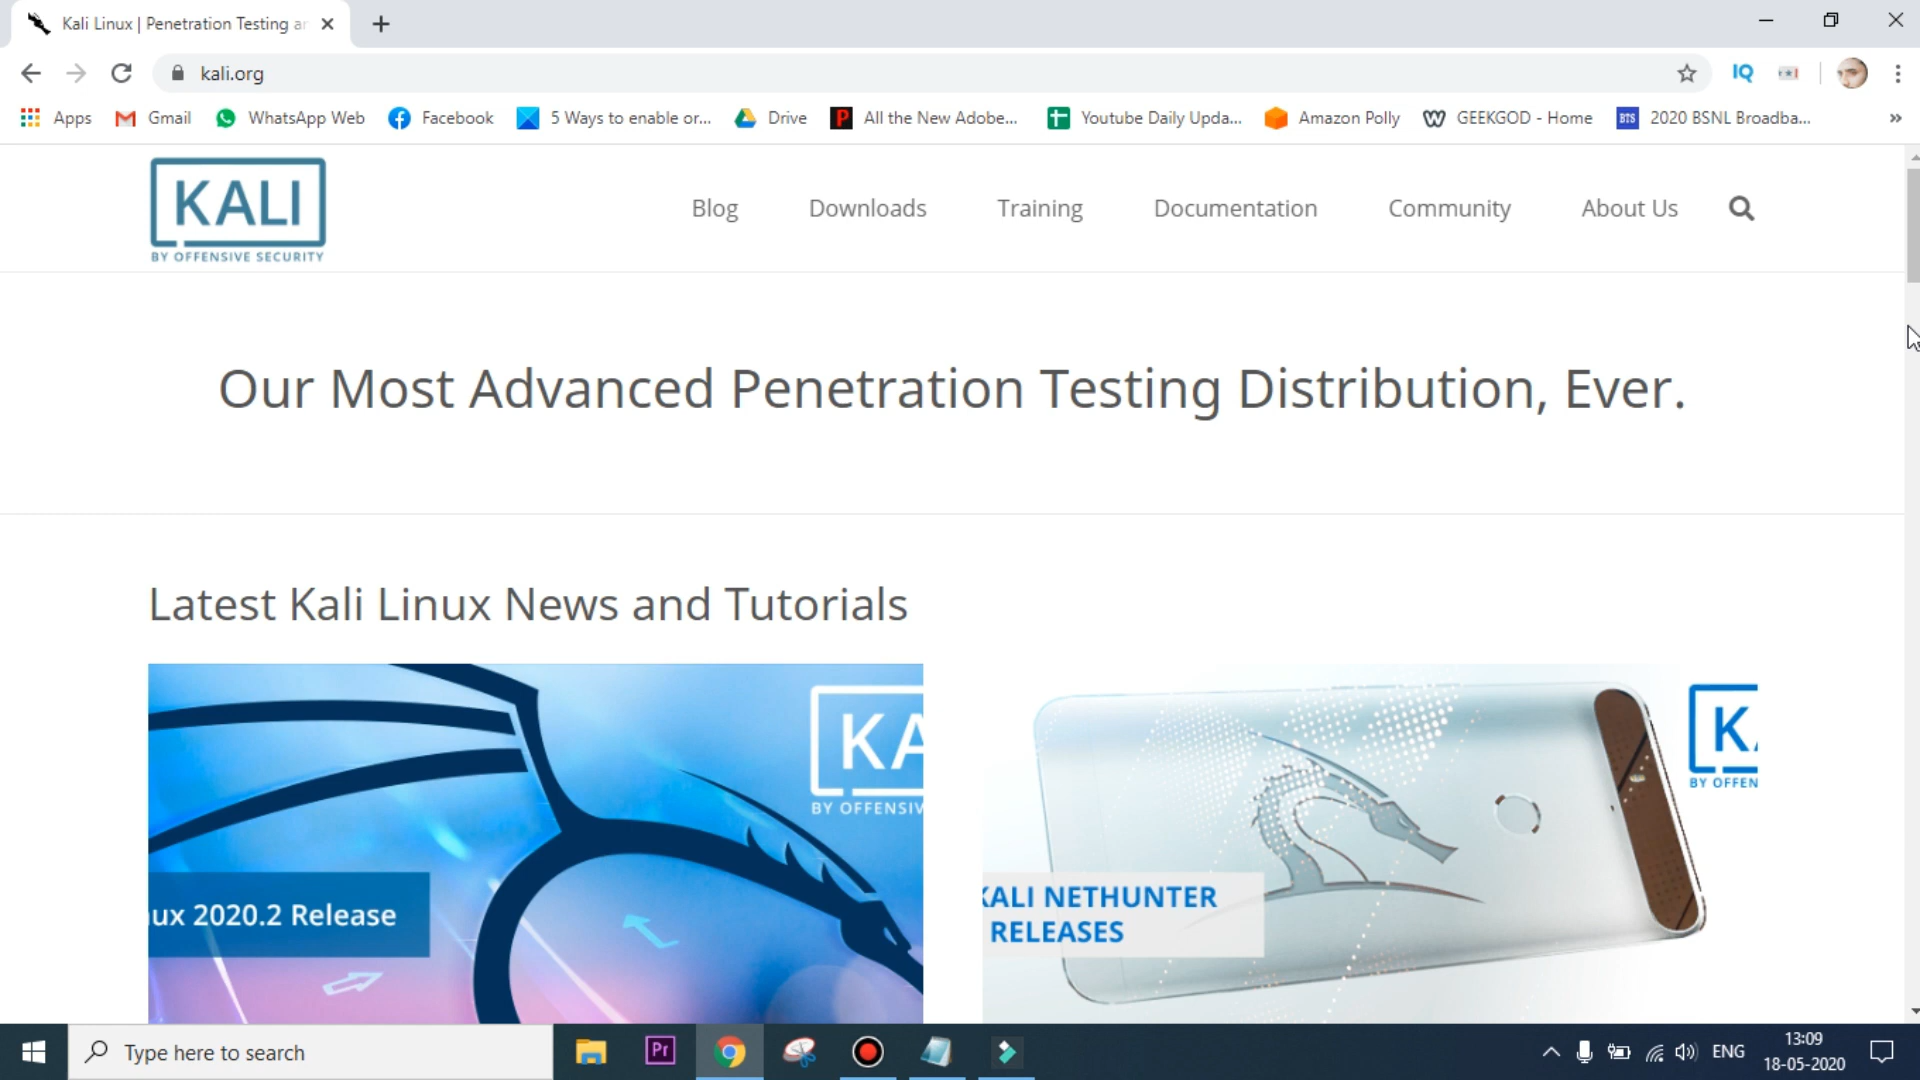 Kali Linux | Penetration Testing ar
kali.org
IQ
Apps
Gmail
WhatsApp Web
Facebook
5 Ways to enable or...
Drive
All the New Adobe...
Youtube Daily Upda...
Amazon Polly
GEEKGOD - Home
BTS
2020 BSNL Broadba...
»
KALI
BY OFFENSIVE SECURITY
Blog
Downloads
Training
Documentation
Community
About Us
Our Most Advanced Penetration Testing Distribution, Ever.
Latest Kali Linux News and Tutorials
KA
BY OFFENSIV
ux 2020.2 Release
K
BY OFFEN
KALI NETHUNTER
RELEASES
Type here to search
Pr
ENG
13:09
18-05-2020